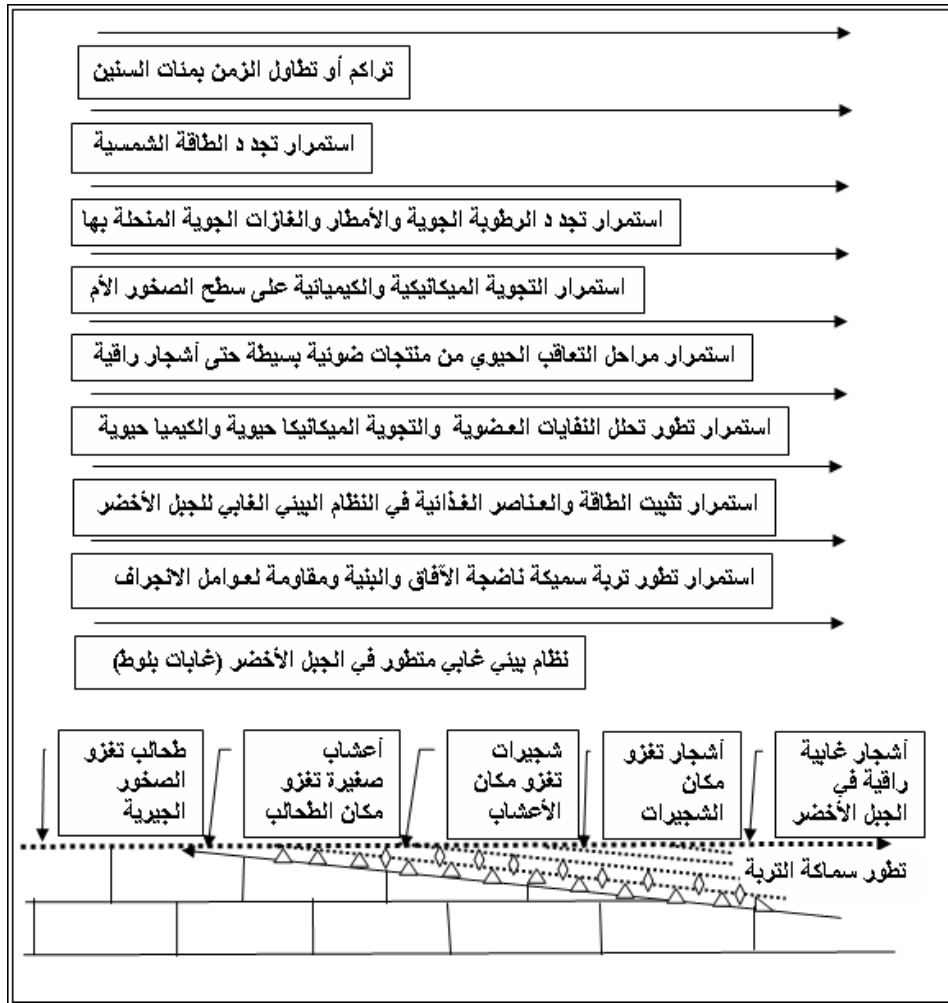 تراكم أو تطاول الزمن بمئات السنين
استمرار تجدد الطاقة الشمسية
استمرار تجدد الرطوبة الجوية والأمطار والغازات الجوية المنحلة بها
استمرار التجوية الميكانيكية والكيميائية على سطح الصخور الأم
استمرار مراحل التعاقب الحيوي من منتجات ضوئية بسيطة حتى أشجار راقية
استمرار تطور تحلل النفايات العضوية والتجوية الميكانيكا حيوية والكيميا حيوية
استمرار تثبيت الطاقة والعناصر الغذائية في النظام البيئي الغابي للجبل الأخضر
استمرار تطور تربة سميكة ناضجة الآفاق والبنية ومقاومة لعوامل الانجراف
نظام بيئي غابي متطور في الجبل الأخضر (غابات بلوط)
أشجار غابية
راقية في
الجبل الأخضر
أشجار تغزو
مكان
الشجيرات
شجيرات
تغزو مكان
الأعشاب
أعشاب
صغيرة تغزو
مكان الطحالب
طحالب تغزو
الصخور
الجيرية
تطور سماكة التربة